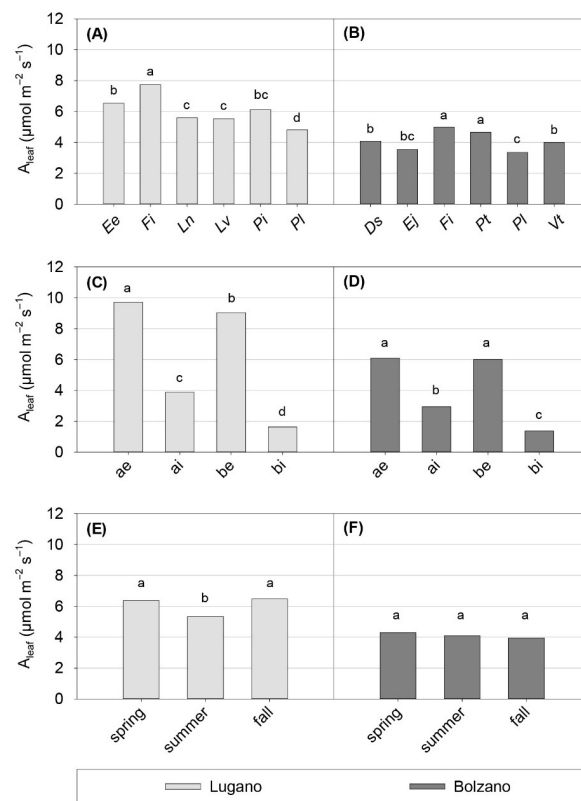 (A) (B)
12
10
8
6
4
2
0
A_leaf (µmol m⁻² s⁻¹)
b a c c bc d
b bc a a c b
Ee Fi Ln Lv Pi Pl
Ds Ej Fi Pt Pl Vt
(C) (D)
12
10
8
6
4
2
0
A_leaf (µmol m⁻² s⁻¹)
a c b d
a b a c
ae ai be bi
ae ai be bi
(E) (F)
12
10
8
6
4
2
0
A_leaf (µmol m⁻² s⁻¹)
a b a
a a a
spring summer fall
spring summer fall
Lugano Bolzano